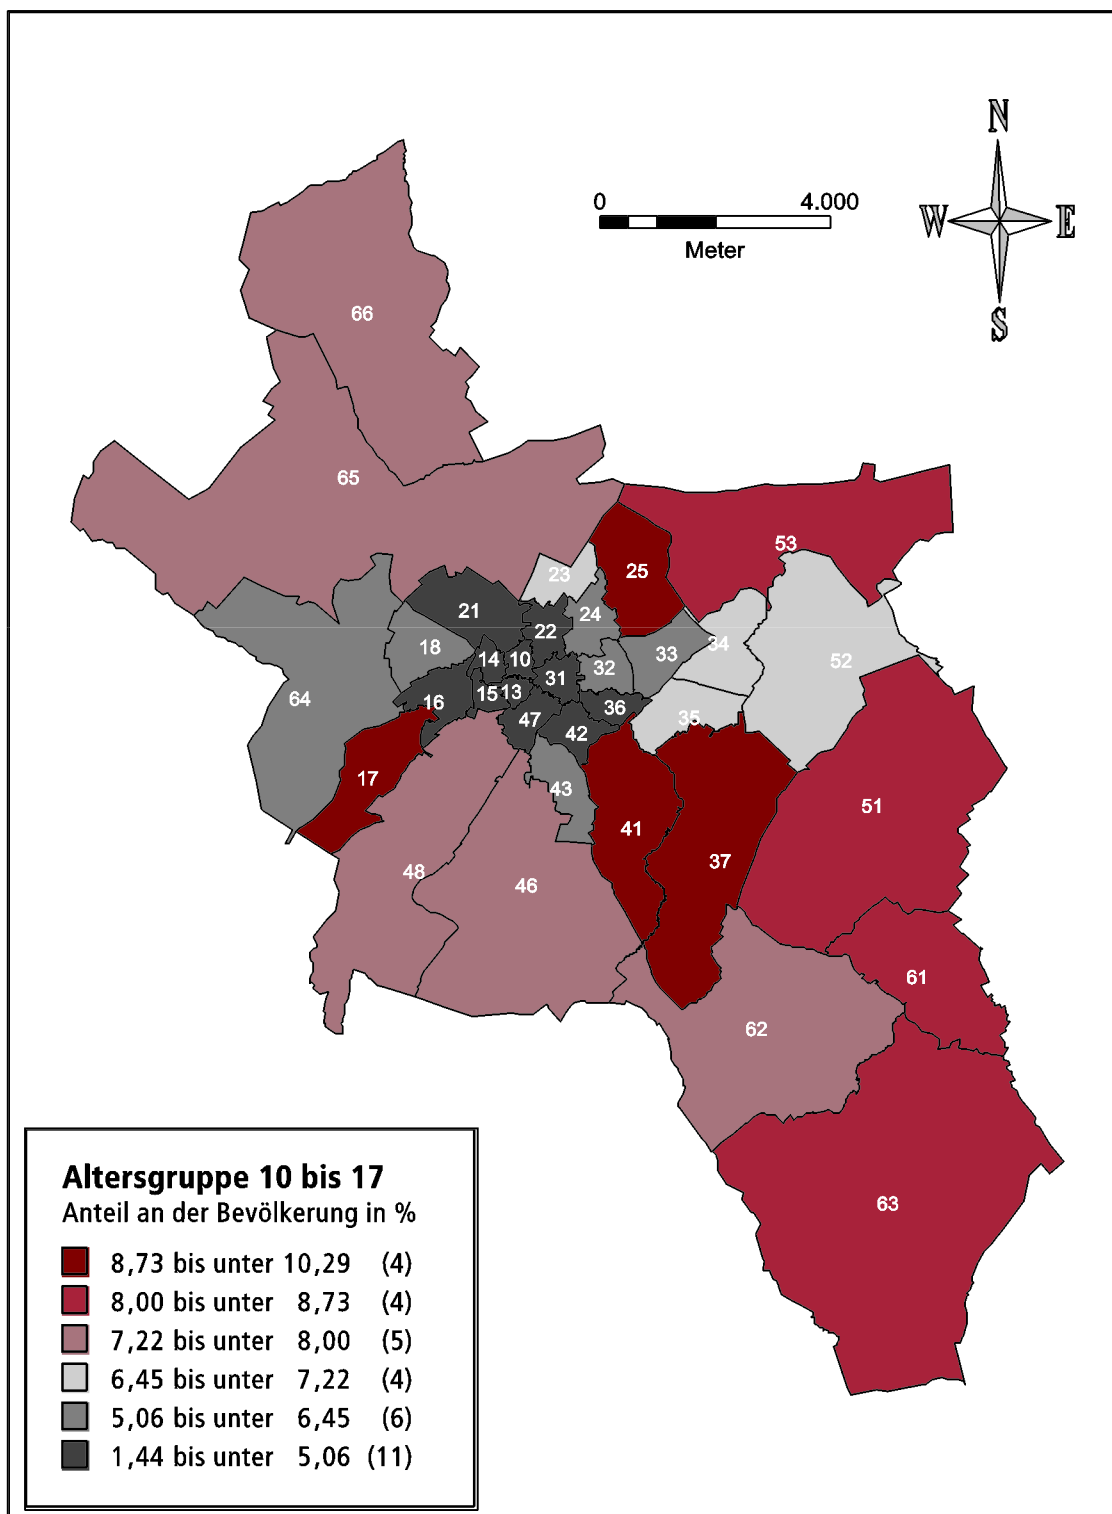 N
0 4.000
W E
Meter
S
66
65
53
23 25
21 24
22 34
18 33 52
14 10 32
31
64 16 15 13 36
47 35
42
17 43
51
41
37
48 46
61
62
63
Altersgruppe 10 bis 17
Anteil an der Bevölkerung in %
8,73 bis unter 10,29 (4)
8,00 bis unter 8,73 (4)
7,22 bis unter 8,00 (5)
6,45 bis unter 7,22 (4)
5,06 bis unter 6,45 (6)
1,44 bis unter 5,06 (11)